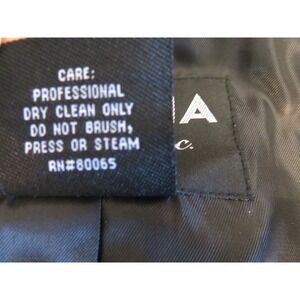 CARE:
PROFESSIONAL
DRY CLEAN ONLY
DO NOT BRUSH,
PRESS OR STEAM
RN#80065
A
c.